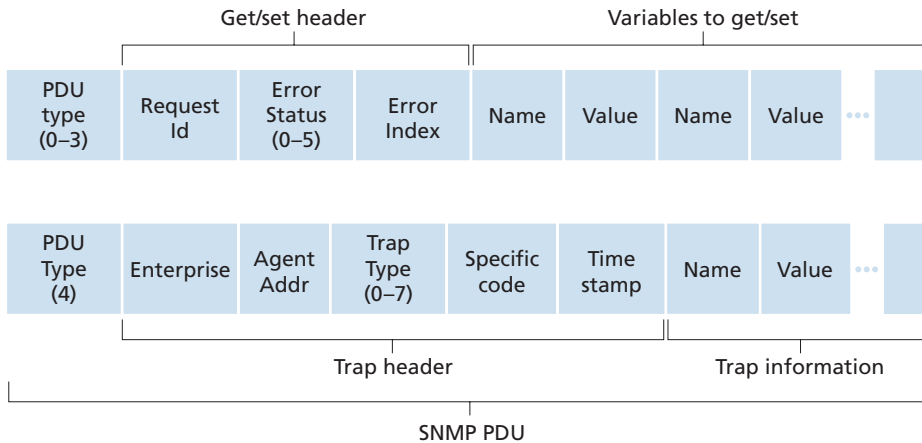 Get/set header
Variables to get/set
PDU
type
(0–3)
Request
Id
Error
Status
(0–5)
Error
Index
Name
Value
Name
Value
PDU
Type
(4)
Enterprise
Agent
Addr
Trap
Type
(0–7)
Specific
code
Time
stamp
Name
Value
Trap header
Trap information
SNMP PDU